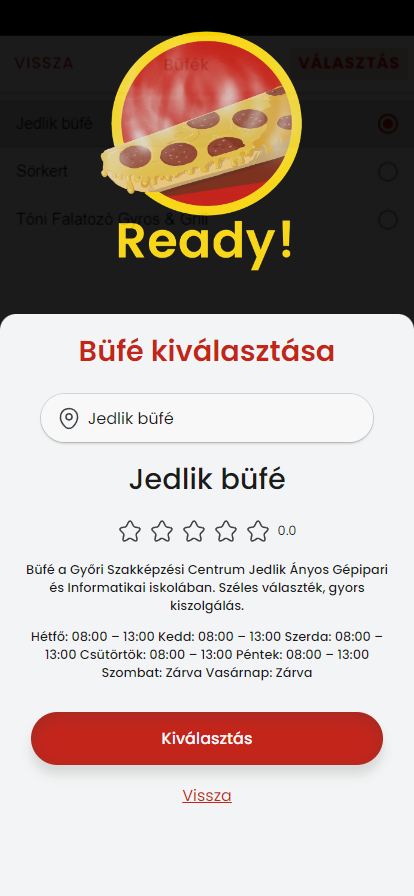 VISSZA
Büfék
VÁLASZTÁS
Jedlik büfé
Sörkert
Tóni Falatozó Gyros & Grill
Ready!
Büfé kiválasztása
Jedlik büfé
Jedlik büfé
0.0
Büfé a Győri Szakképzési Centrum Jedlik Ányos Gépipari
és Informatikai iskolában. Széles választék, gyors
kiszolgálás.
Hétfő: 08:00 – 13:00 Kedd: 08:00 – 13:00 Szerda: 08:00 –
13:00 Csütörtök: 08:00 – 13:00 Péntek: 08:00 – 13:00
Szombat: Zárva Vasárnap: Zárva
Kiválasztás
Vissza